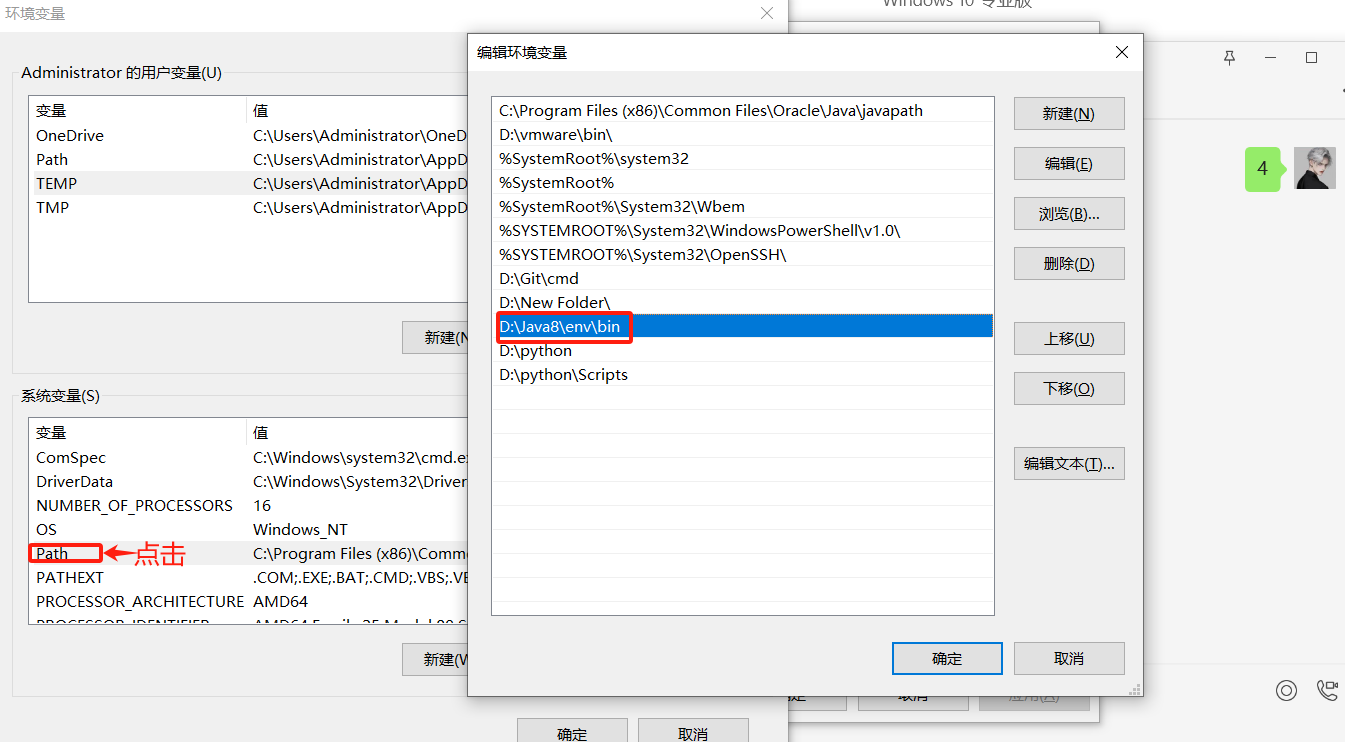 Windows 10 专业版
环境变量
Administrator 的用户变量(U)
变量 值
OneDrive C:\Users\Administrator\OneD
Path C:\Users\Administrator\AppD
TEMP C:\Users\Administrator\AppD
TMP C:\Users\Administrator\AppD
新建(N
系统变量(S)
变量 值
ComSpec C:\Windows\system32\cmd.ex
DriverData C:\Windows\System32\Driver
NUMBER_OF_PROCESSORS 16
OS Windows_NT
Path C:\Program Files (x86)\Commo
点击
PATHEXT .COM;.EXE;.BAT;.CMD;.VBS;.VE
PROCESSOR_ARCHITECTURE AMD64
新建(W
确定
取消
编辑环境变量
C:\Program Files (x86)\Common Files\Oracle\Java\javapath
D:\vmware\bin\
%SystemRoot%\system32
%SystemRoot%
%SystemRoot%\System32\Wbem
%SYSTEMROOT%\System32\WindowsPowerShell\v1.0\
%SYSTEMROOT%\System32\OpenSSH\
D:\Git\cmd
D:\New Folder\
D:\Java8\env\bin
D:\python
D:\python\Scripts
新建(N)
编辑(E)
浏览(B)...
删除(D)
上移(U)
下移(O)
编辑文本(T)...
确定
取消
取消
应用(A)
4